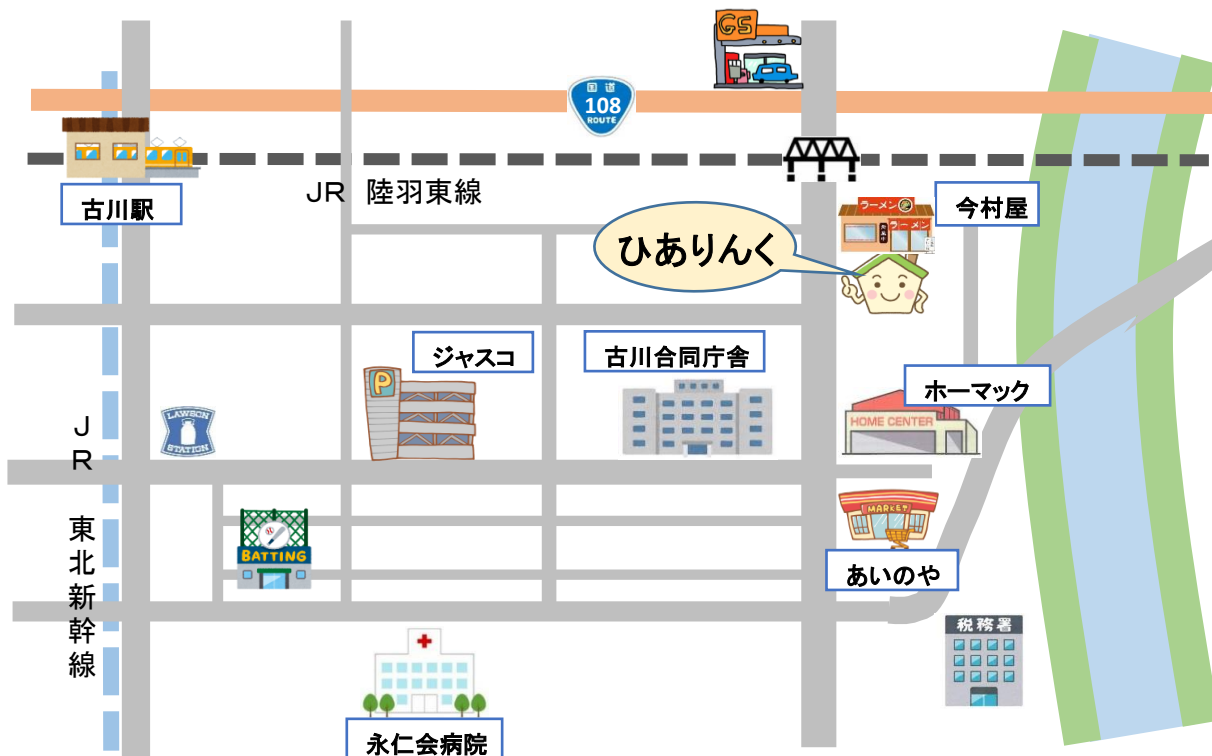 GS
国道
108
ROUTE
古川駅
JR 陸羽東線
ラーメン
ラーメン
今村屋
ひありんく
ジャスコ
P
古川合同庁舎
ホーマック
HOME CENTER
LAWSON
STATION
JR 東北新幹線
MARKET
BATTING
あいのや
税務署
永仁会病院